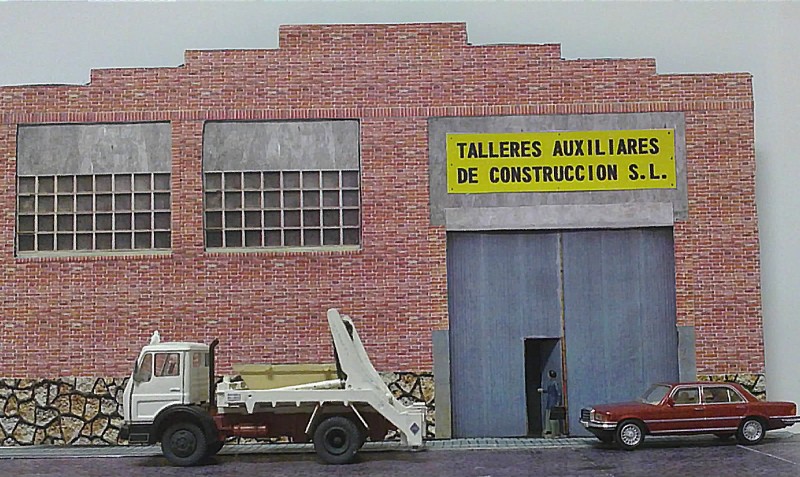 TALLERES AUXILIARES
DE CONSTRUCCION S.L.